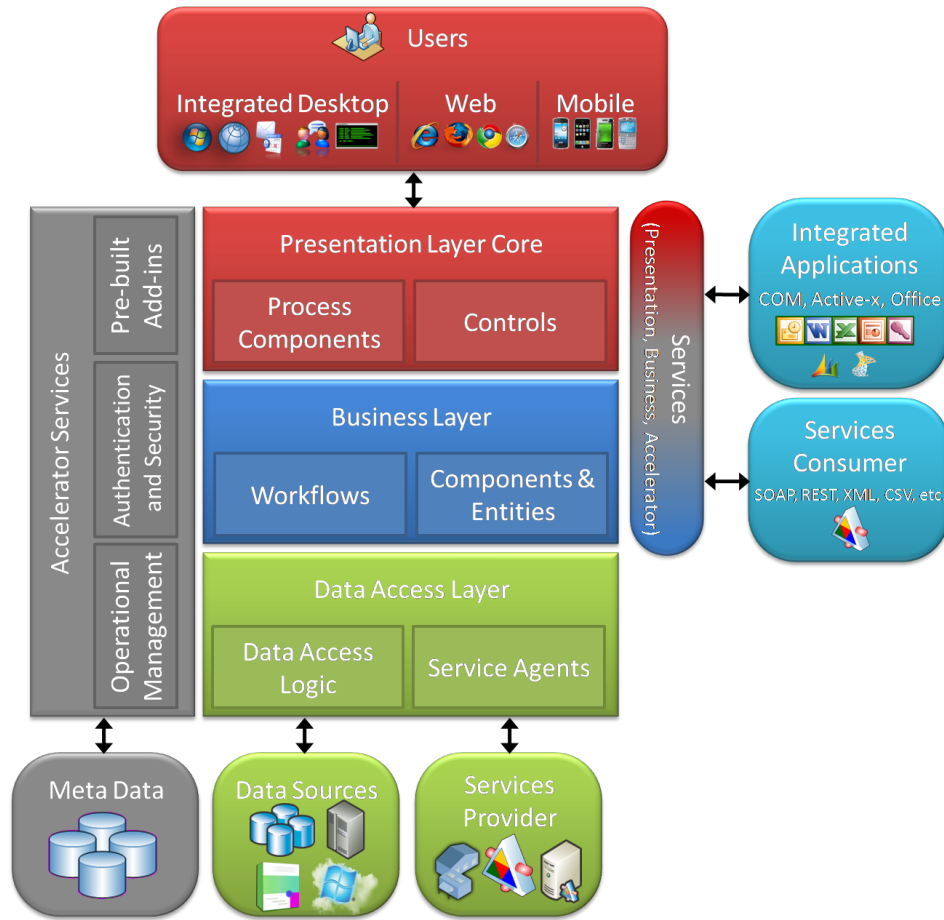 Users
Integrated Desktop
Web
Mobile
Accelerator Services
Pre-built
Add-ins
Authentication
and Security
Operational
Management
Presentation Layer Core
Process
Components
Controls
Business Layer
Workflows
Components &
Entities
Data Access Layer
Data Access
Logic
Service Agents
Services
(Presentation, Business, Accelerator)
Integrated
Applications
COM, Active-x, Office
Services
Consumer
SOAP, REST, XML, CSV, etc.
Meta Data
Data Sources
Services
Provider